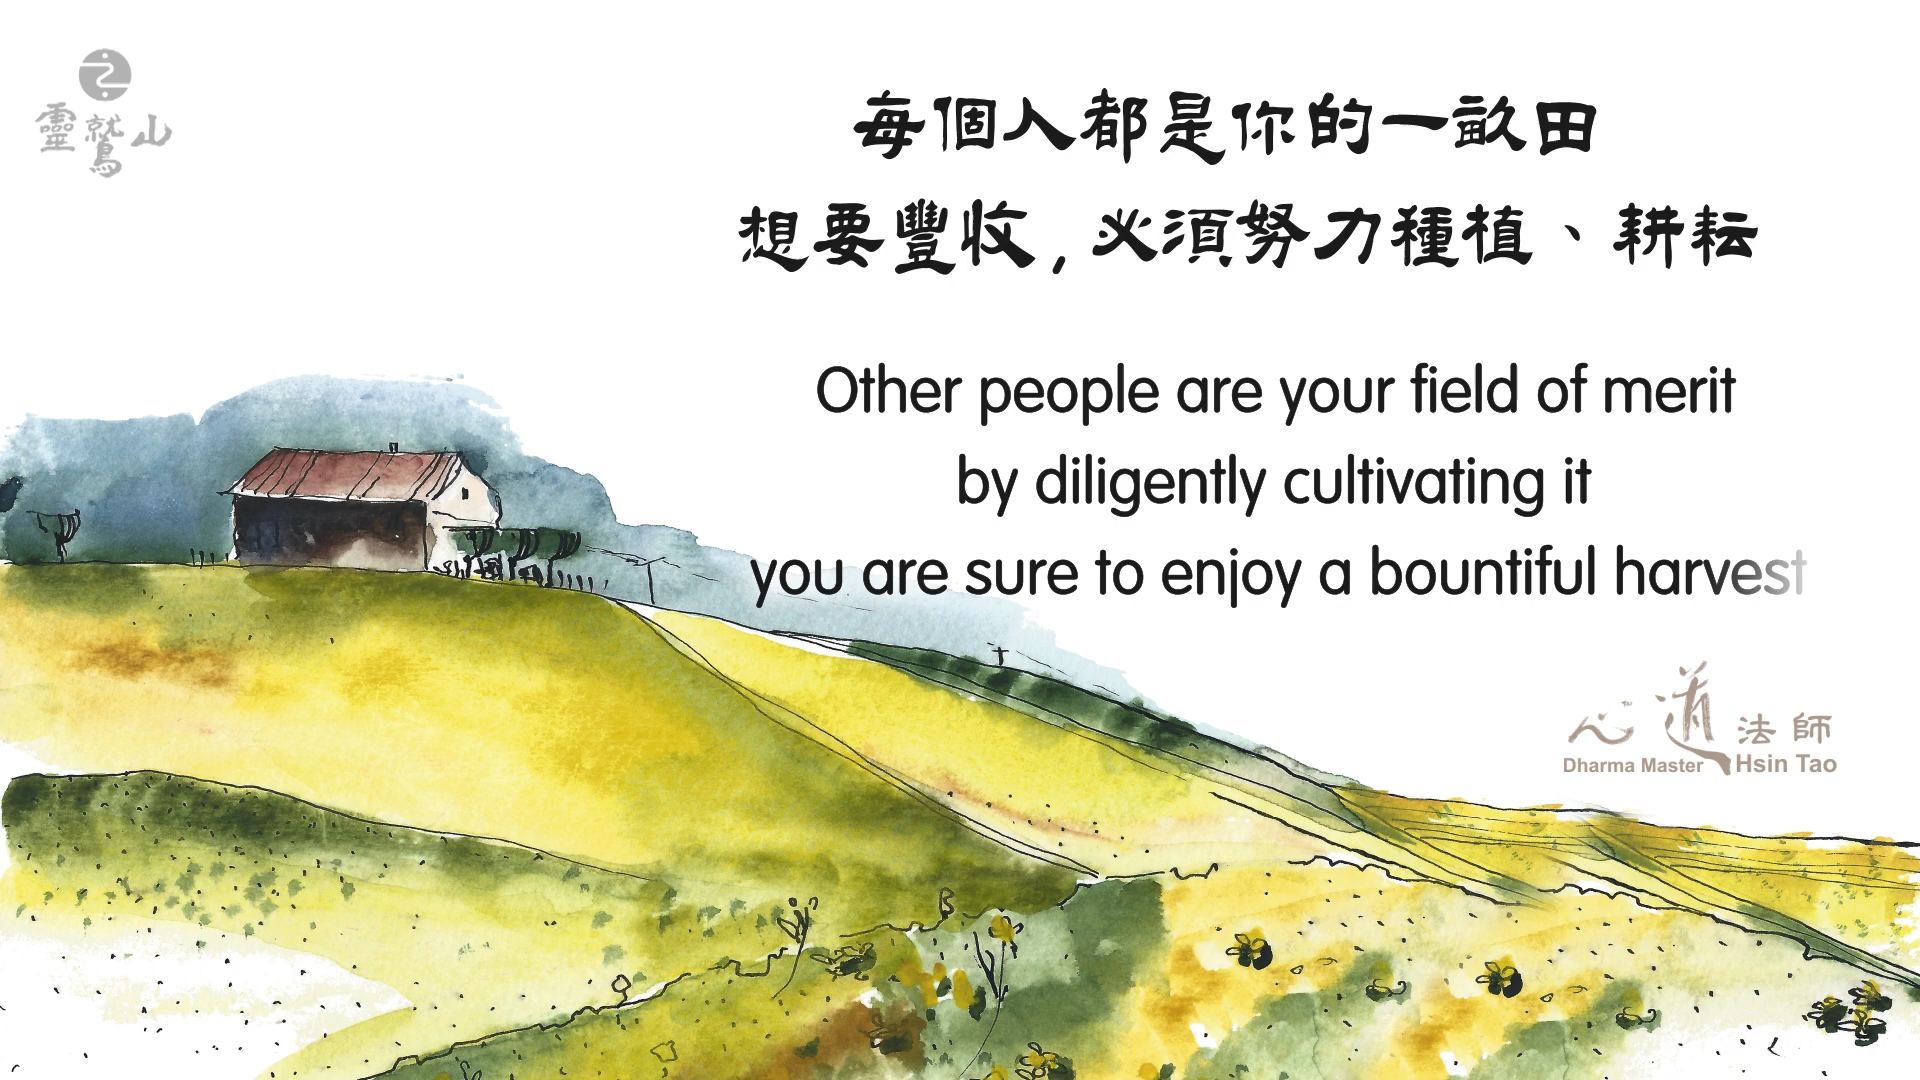 靈鷲山
每個人都是你的一畝田
想要豐收,必須努力種植、耕耘
Other people are your field of merit
by diligently cultivating it
you are sure to enjoy a bountiful harvest
心道法師
Dharma Master Hsin Tao